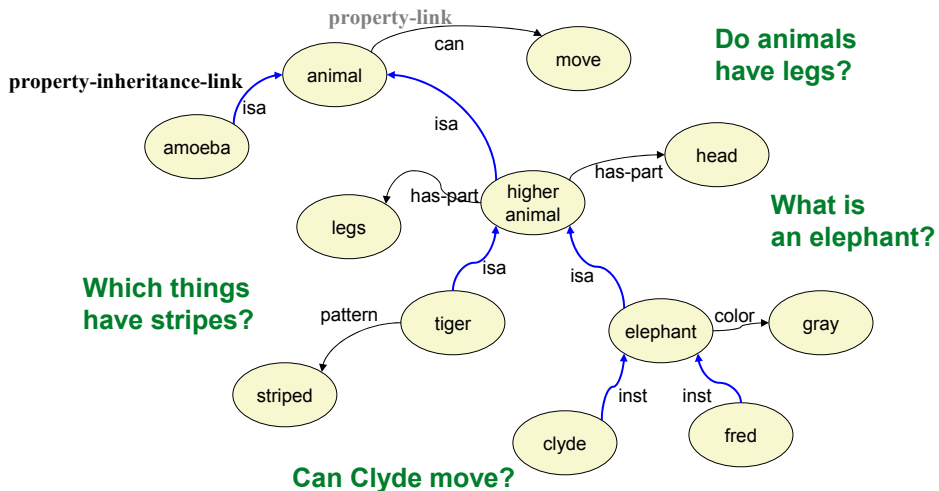 property-link
can
Do animals
have legs?
animal
move
property-inheritance-link
isa
isa
amoeba
head
has-part
has-part
higher
animal
legs
What is
an elephant?
isa
isa
Which things
have stripes?
pattern
tiger
color
elephant
gray
striped
inst
inst
clyde
fred
Can Clyde move?